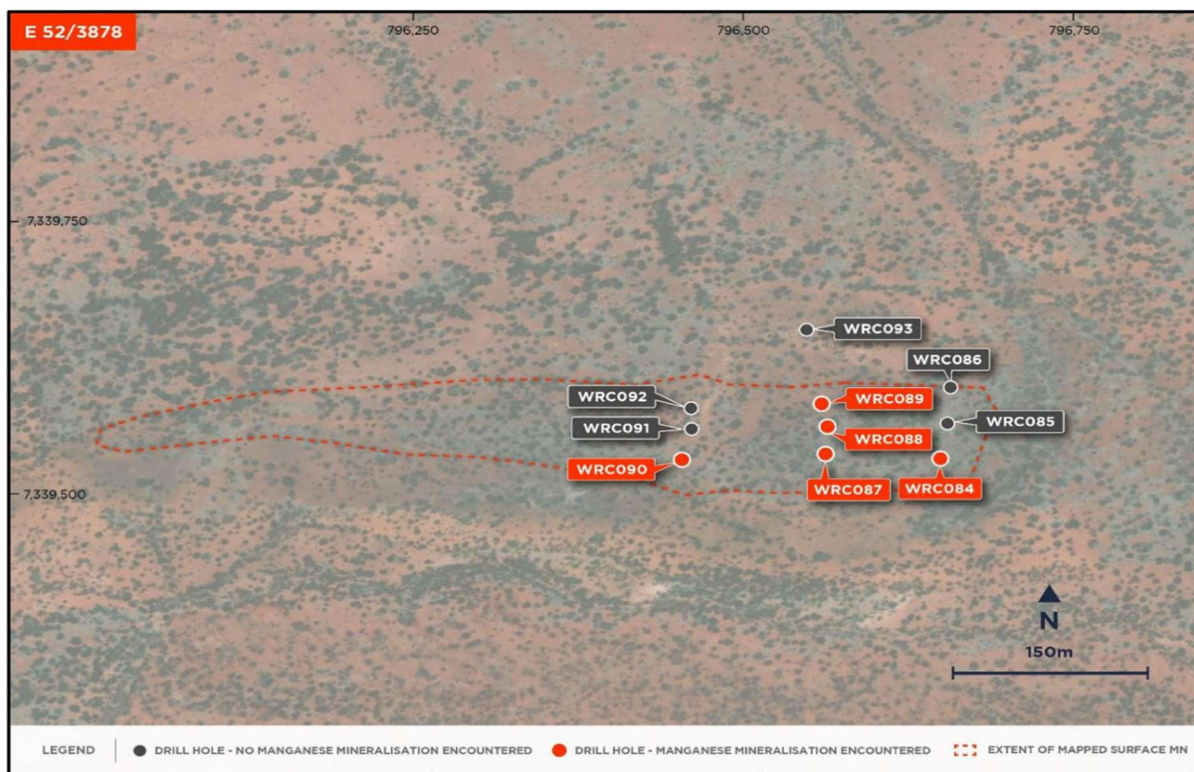 E 52/3878
796,250
796,500
796,750
7,339,750
WRC093
WRC086
WRC092
WRC089
WRC091
WRC088
WRC085
WRC090
WRC087
WRC084
7,339,500
N
150m
LEGEND
DRILL HOLE - NO MANGANESE MINERALISATION ENCOUNTERED
DRILL HOLE - MANGANESE MINERALISATION ENCOUNTERED
EXTENT OF MAPPED SURFACE MN